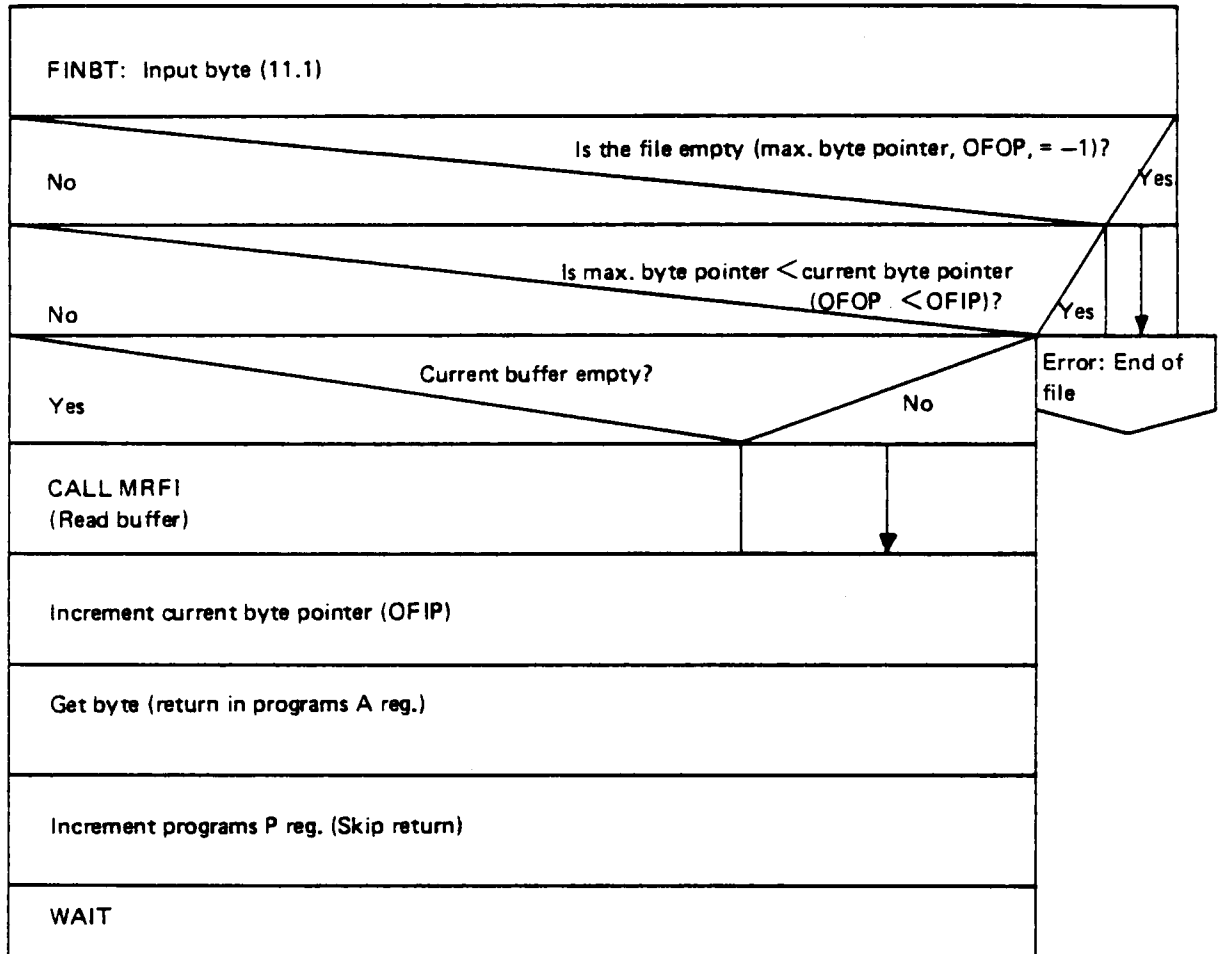 FINBT: Input byte (11.1)
Is the file empty (max. byte pointer, OFOP, = −1)?
No
Yes
Is max. byte pointer < current byte pointer
(OFOP < OFIP)?
No
Yes
Current buffer empty?
Error: End of
file
Yes
No
CALL MRFI
(Read buffer)
Increment current byte pointer (OFIP)
Get byte (return in programs A reg.)
Increment programs P reg. (Skip return)
WAIT